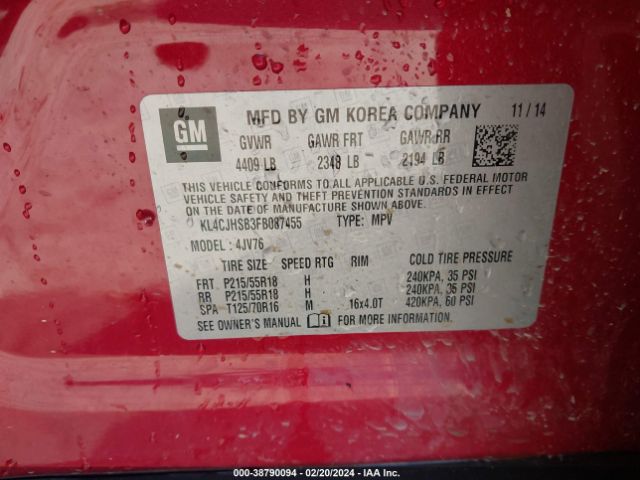 GM
MFD BY GM KOREA COMPANY 11/14
GVWR GAWR FRT GAWR RR
4409 LB 2348 LB 2194 LB
THIS VEHICLE CONFORMS TO ALL APPLICABLE U.S. FEDERAL MOTOR
VEHICLE SAFETY AND THEFT PREVENTION STANDARDS IN EFFECT
ON THE DATE OF MANUFACTURE SHOWN ABOVE.
KL4CJHSB3FB087455 TYPE: MPV
MODEL: 4JV76
TIRE SIZE SPEED RTG RIM COLD TIRE PRESSURE
FRT P215/55R18 H 240KPA, 35 PSI
RR P215/55R18 H 240KPA, 35 PSI
SPA T125/70R16 M 16x4.0T 420KPA, 60 PSI
SEE OWNER'S MANUAL FOR MORE INFORMATION.
000-38790094 - 02/20/2024 - IAA Inc.